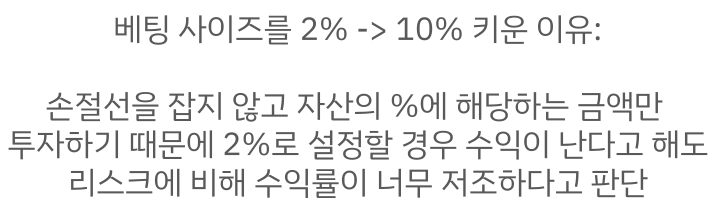 베팅 사이즈를 2% -> 10% 키운 이유:
손절선을 잡지 않고 자산의 %에 해당하는 금액만
투자하기 때문에 2%로 설정할 경우 수익이 난다고 해도
리스크에 비해 수익률이 너무 저조하다고 판단